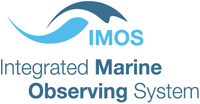 IMOS
Integrated Marine
Observing System